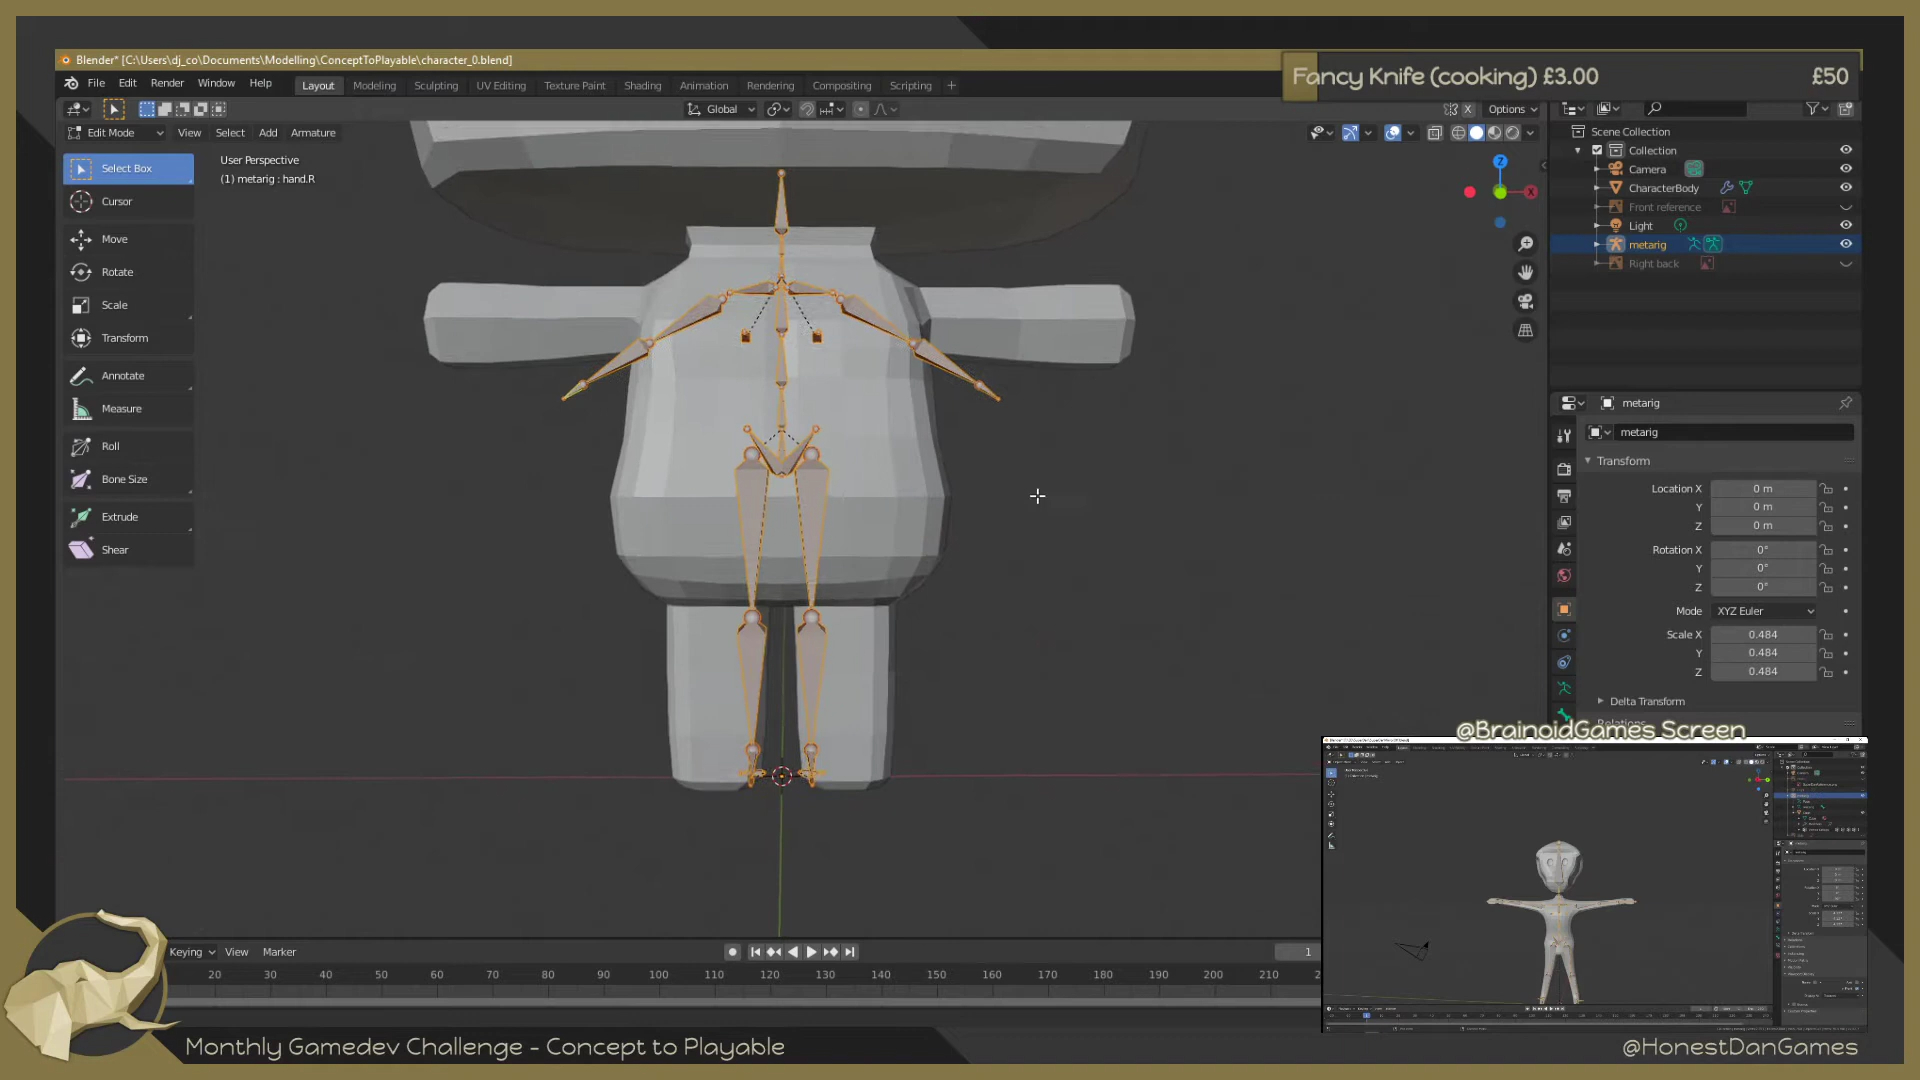 Blender* [C:\Users\dj_co\Documents\Modelling\ConceptToPlayable\character_0.blend]
Fancy Knife (cooking) £3.00 £50
File Edit Render Window Help
Layout Modeling Sculpting UV Editing Texture Paint Shading Animation Rendering Compositing Scripting +
Global
X Options
Edit Mode View Select Add Armature
User Perspective
(1) metarig : hand.R
Select Box
Cursor
Move
Rotate
Scale
Transform
Annotate
Measure
Roll
Bone Size
Extrude
Shear
Z
X
Scene Collection
Collection
Camera
CharacterBody
Front reference
Light
metarig
Right back
metarig
metarig
Transform
Location X 0 m
Y 0 m
Z 0 m
Rotation X 0°
Y 0°
Z 0°
Mode XYZ Euler
Scale X 0.484
Y 0.484
Z 0.484
Delta Transform
Relations
@BrainoidGames Screen
Keying View Marker
1
20 30 40 50 60 70 80 90 100 110 120 130 140 150 160 170 180 190 200 210
Monthly Gamedev Challenge - Concept to Playable
@HonestDanGames